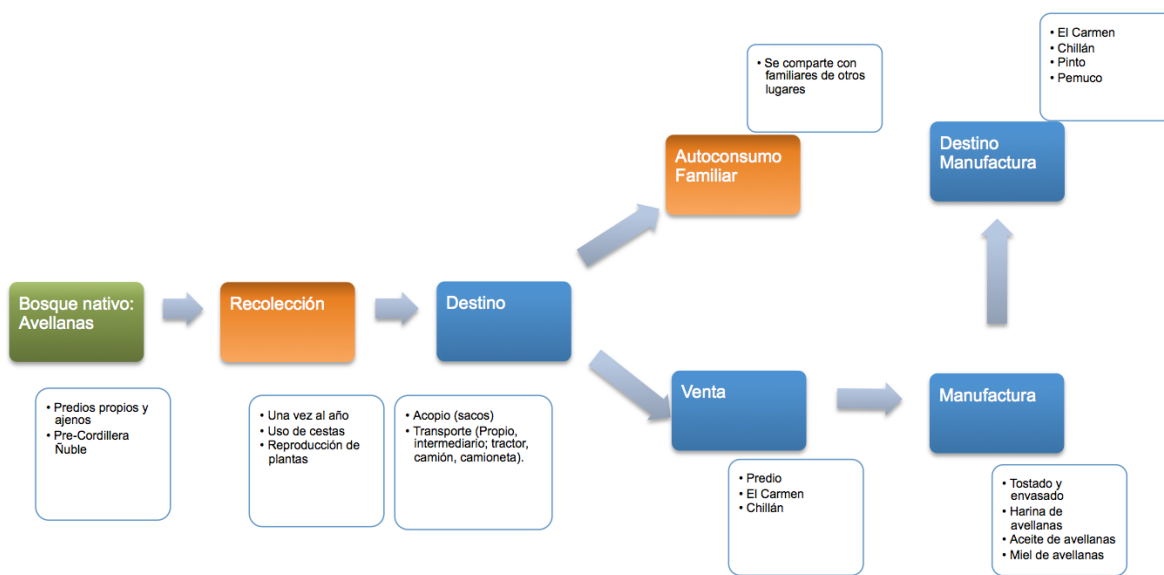 Bosque nativo:
Avellanas
• Predios propios y
ajenos
• Pre-Cordillera
Ñuble
Recolección
• Una vez al año
• Uso de cestas
• Reproducción de
plantas
Destino
• Acopio (sacos)
• Transporte (Propio,
intermediario; tractor,
camión, camioneta).
• Se comparte con
familiares de otros
lugares
Autoconsumo
Familiar
Venta
• Predio
• El Carmen
• Chillán
Manufactura
• Tostado y
envasado
• Harina de
avellanas
• Aceite de avellanas
• Miel de avellanas
• El Carmen
• Chillán
• Pinto
• Pemuco
Destino
Manufactura